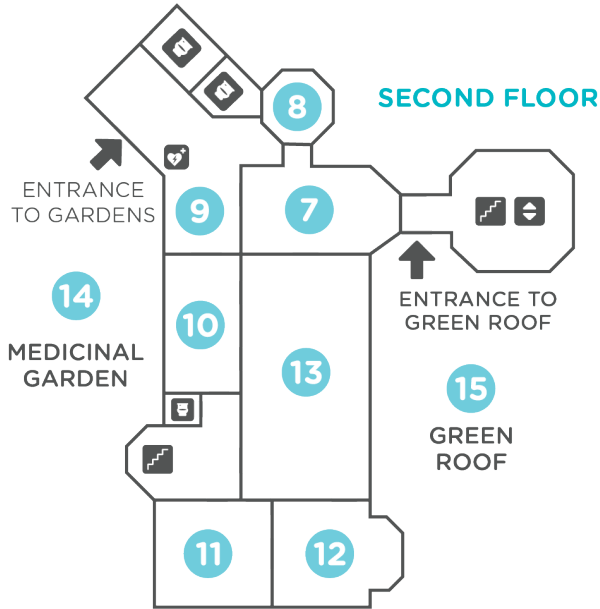 SECOND FLOOR
8
ENTRANCE
TO GARDENS
9
7
14
MEDICINAL
GARDEN
10
ENTRANCE TO
GREEN ROOF
13
15
GREEN
ROOF
11
12